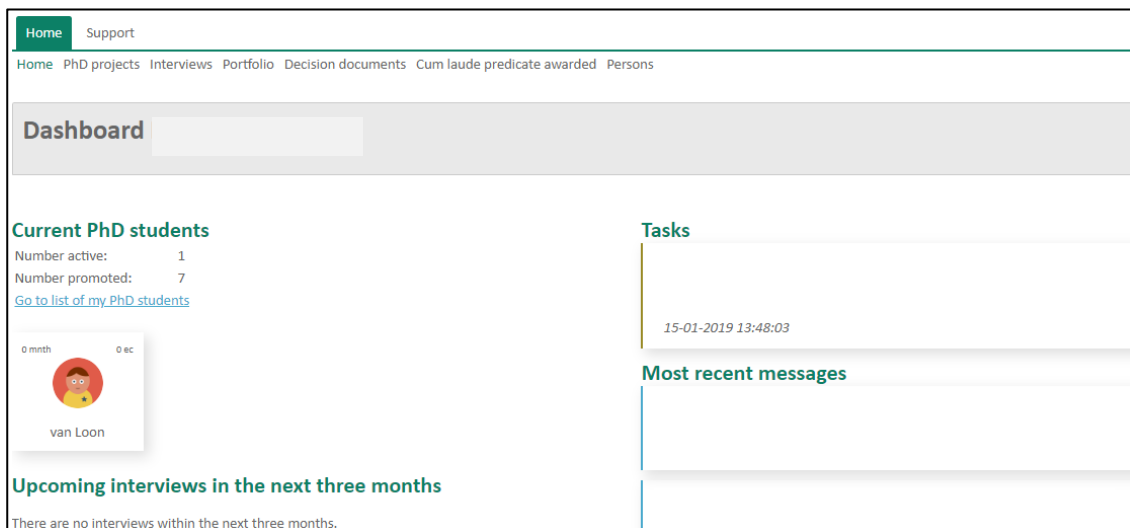 Home Support
Home PhD projects Interviews Portfolio Decision documents Cum laude predicate awarded Persons
Dashboard
Current PhD students
Number active: 1
Number promoted: 7
Go to list of my PhD students
0 mnth 0 ec
van Loon
Upcoming interviews in the next three months
There are no interviews within the next three months.
Tasks
15-01-2019 13:48:03
Most recent messages